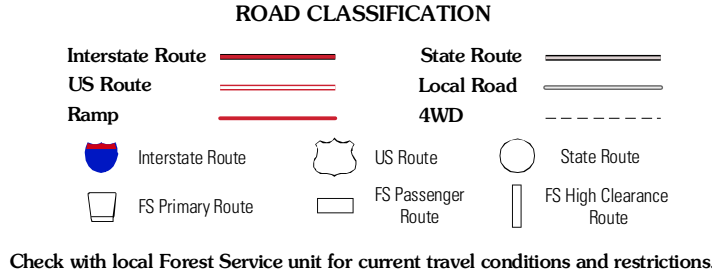 ROAD CLASSIFICATION
Interstate Route
State Route
US Route
Local Road
Ramp
4WD
Interstate Route
US Route
State Route
FS Primary Route
FS Passenger
Route
FS High Clearance
Route
Check with local Forest Service unit for current travel conditions and restrictions.